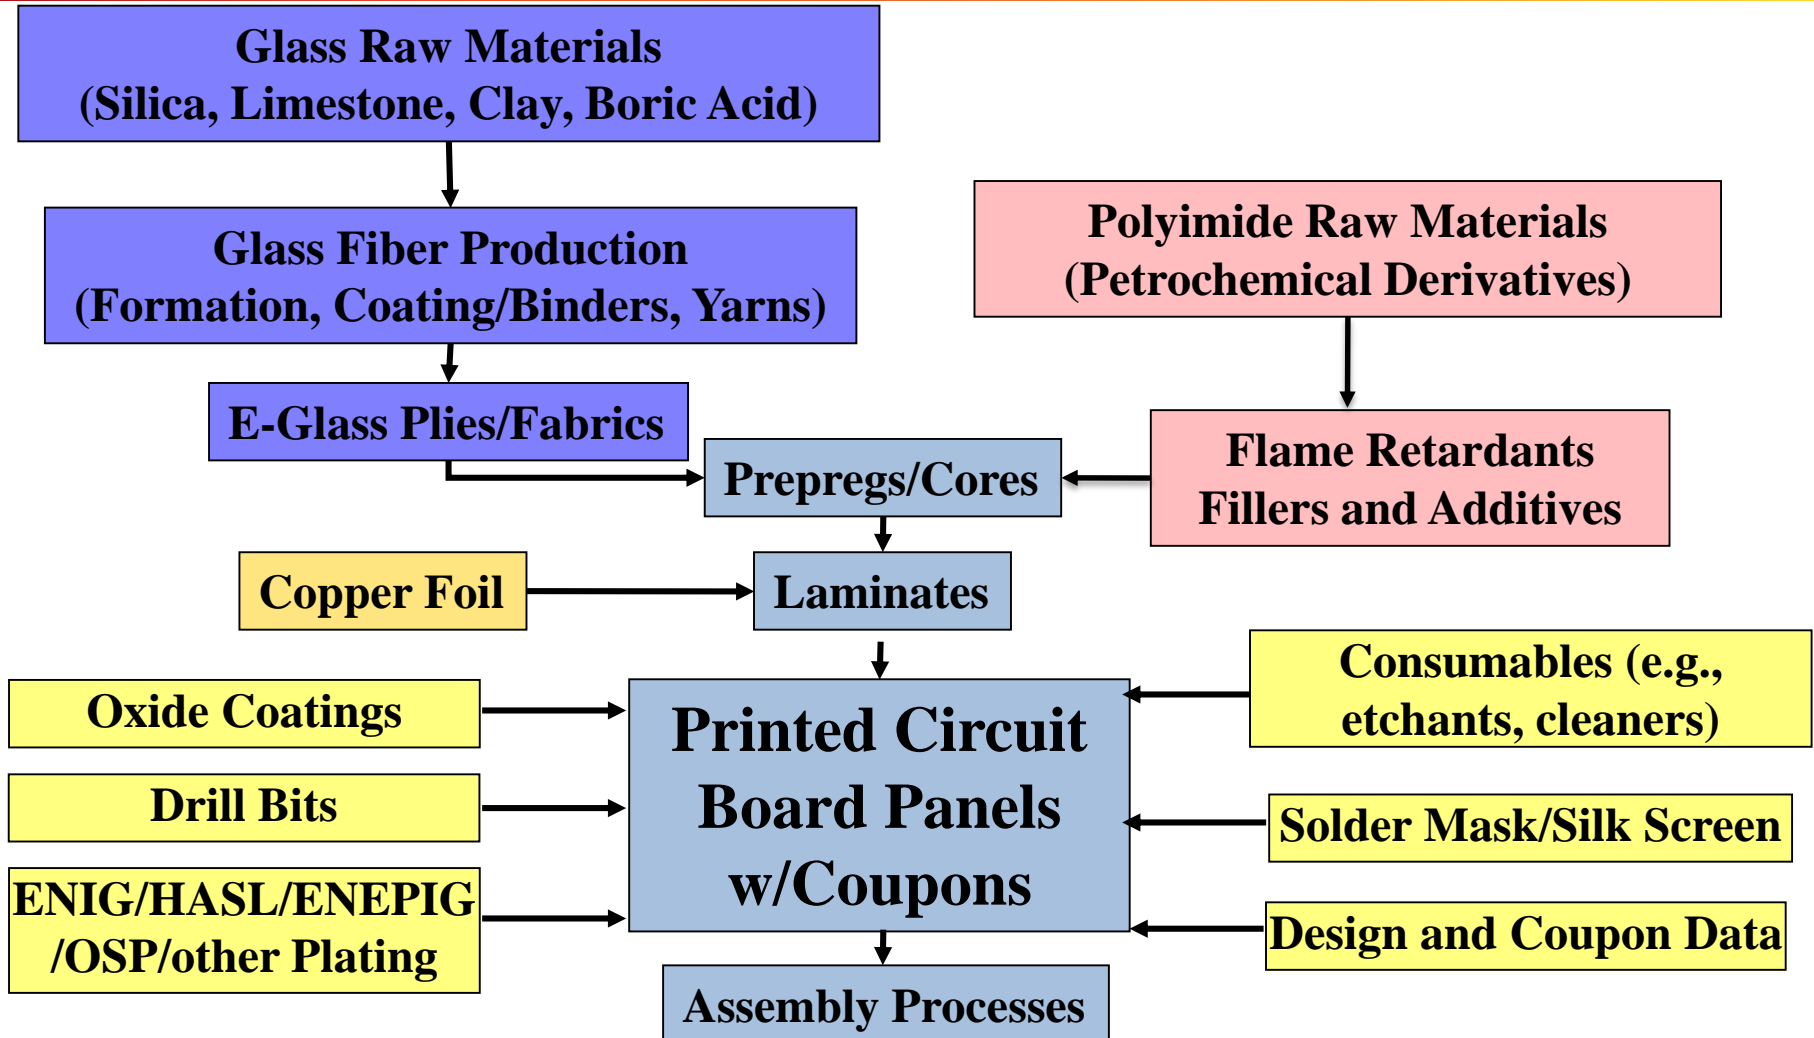 Glass Raw Materials
(Silica, Limestone, Clay, Boric Acid)
Glass Fiber Production
(Formation, Coating/Binders, Yarns)
Polyimide Raw Materials
(Petrochemical Derivatives)
E-Glass Plies/Fabrics
Flame Retardants
Fillers and Additives
Prepregs/Cores
Copper Foil
Laminates
Oxide Coatings
Drill Bits
ENIG/HASL/ENEPIG
/OSP/other Plating
Printed Circuit
Board Panels
w/Coupons
Consumables (e.g.,
etchants, cleaners)
Solder Mask/Silk Screen
Design and Coupon Data
Assembly Processes